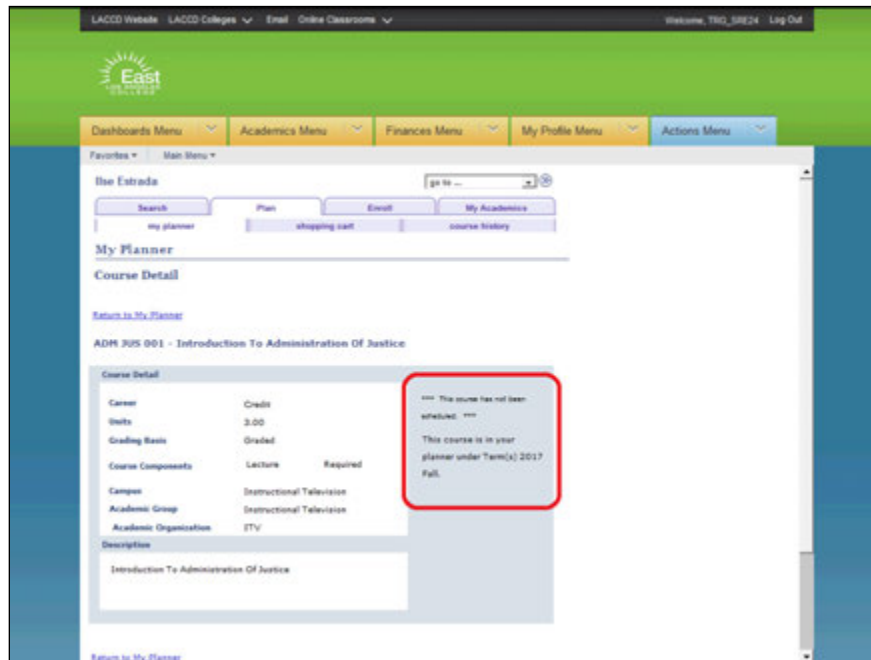 LACCD Website LACCD Colleges Email Online Classrooms Welcome, TRQ_SRE24 Log Out
East
LOS ANGELES
COLLEGE
Dashboards Menu Academics Menu Finances Menu My Profile Menu Actions Menu
Favorites Main Menu
Ilse Estrada go to ...
Search Plan Enroll My Academics
my planner shopping cart course history
My Planner
Course Detail
Return to My Planner
ADM JUS 001 - Introduction To Administration Of Justice
Course Detail
Career Credit
Units 3.00
Grading Basis Graded
Course Components Lecture Required
Campus Instructional Television
Academic Group Instructional Television
Academic Organization ITV
**** This course has not been
scheduled. ****
This course is in your
planner under Term(s) 2017
Fall.
Description
Introduction To Administration Of Justice
Return to My Planner